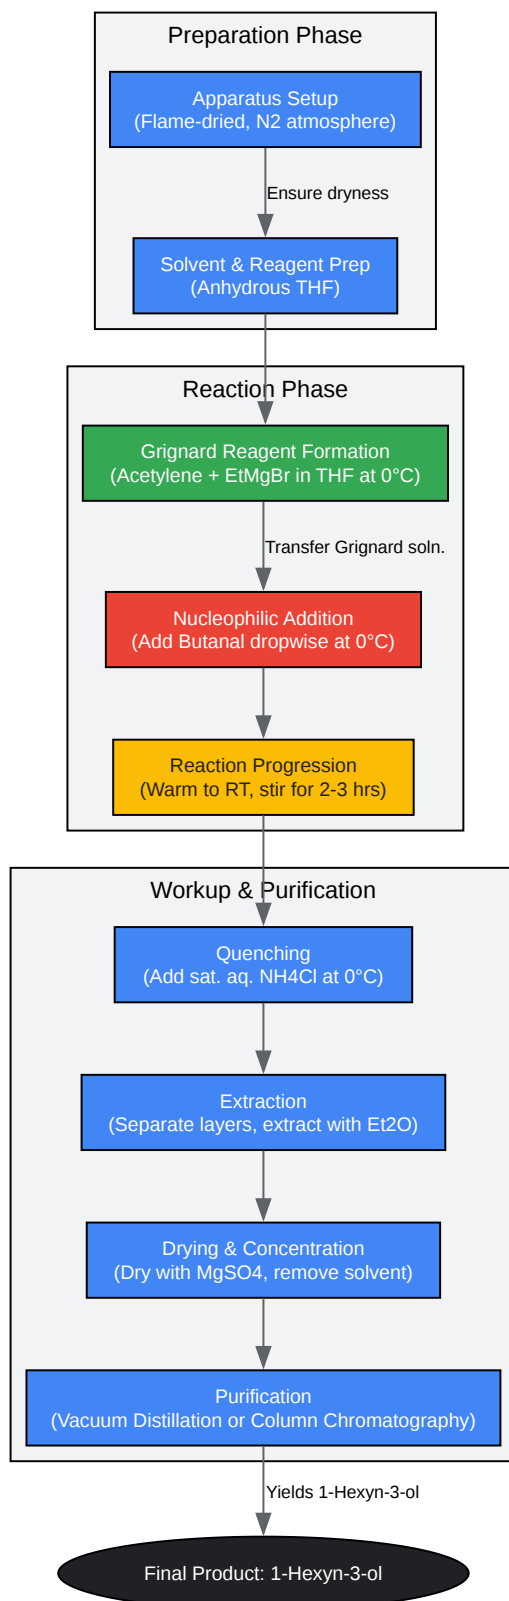 Preparation Phase
Apparatus Setup
(Flame-dried, N2 atmosphere)
Ensure dryness
Solvent & Reagent Prep
(Anhydrous THF)
Reaction Phase
Grignard Reagent Formation
(Acetylene + EtMgBr in THF at 0°C)
Transfer Grignard soln.
Nucleophilic Addition
(Add Butanal dropwise at 0°C)
Reaction Progression
(Warm to RT, stir for 2-3 hrs)
Workup & Purification
Quenching
(Add sat. aq. NH4Cl at 0°C)
Extraction
(Separate layers, extract with Et2O)
Drying & Concentration
(Dry with MgSO4, remove solvent)
Purification
(Vacuum Distillation or Column Chromatography)
Yields 1-Hexyn-3-ol
Final Product: 1-Hexyn-3-ol